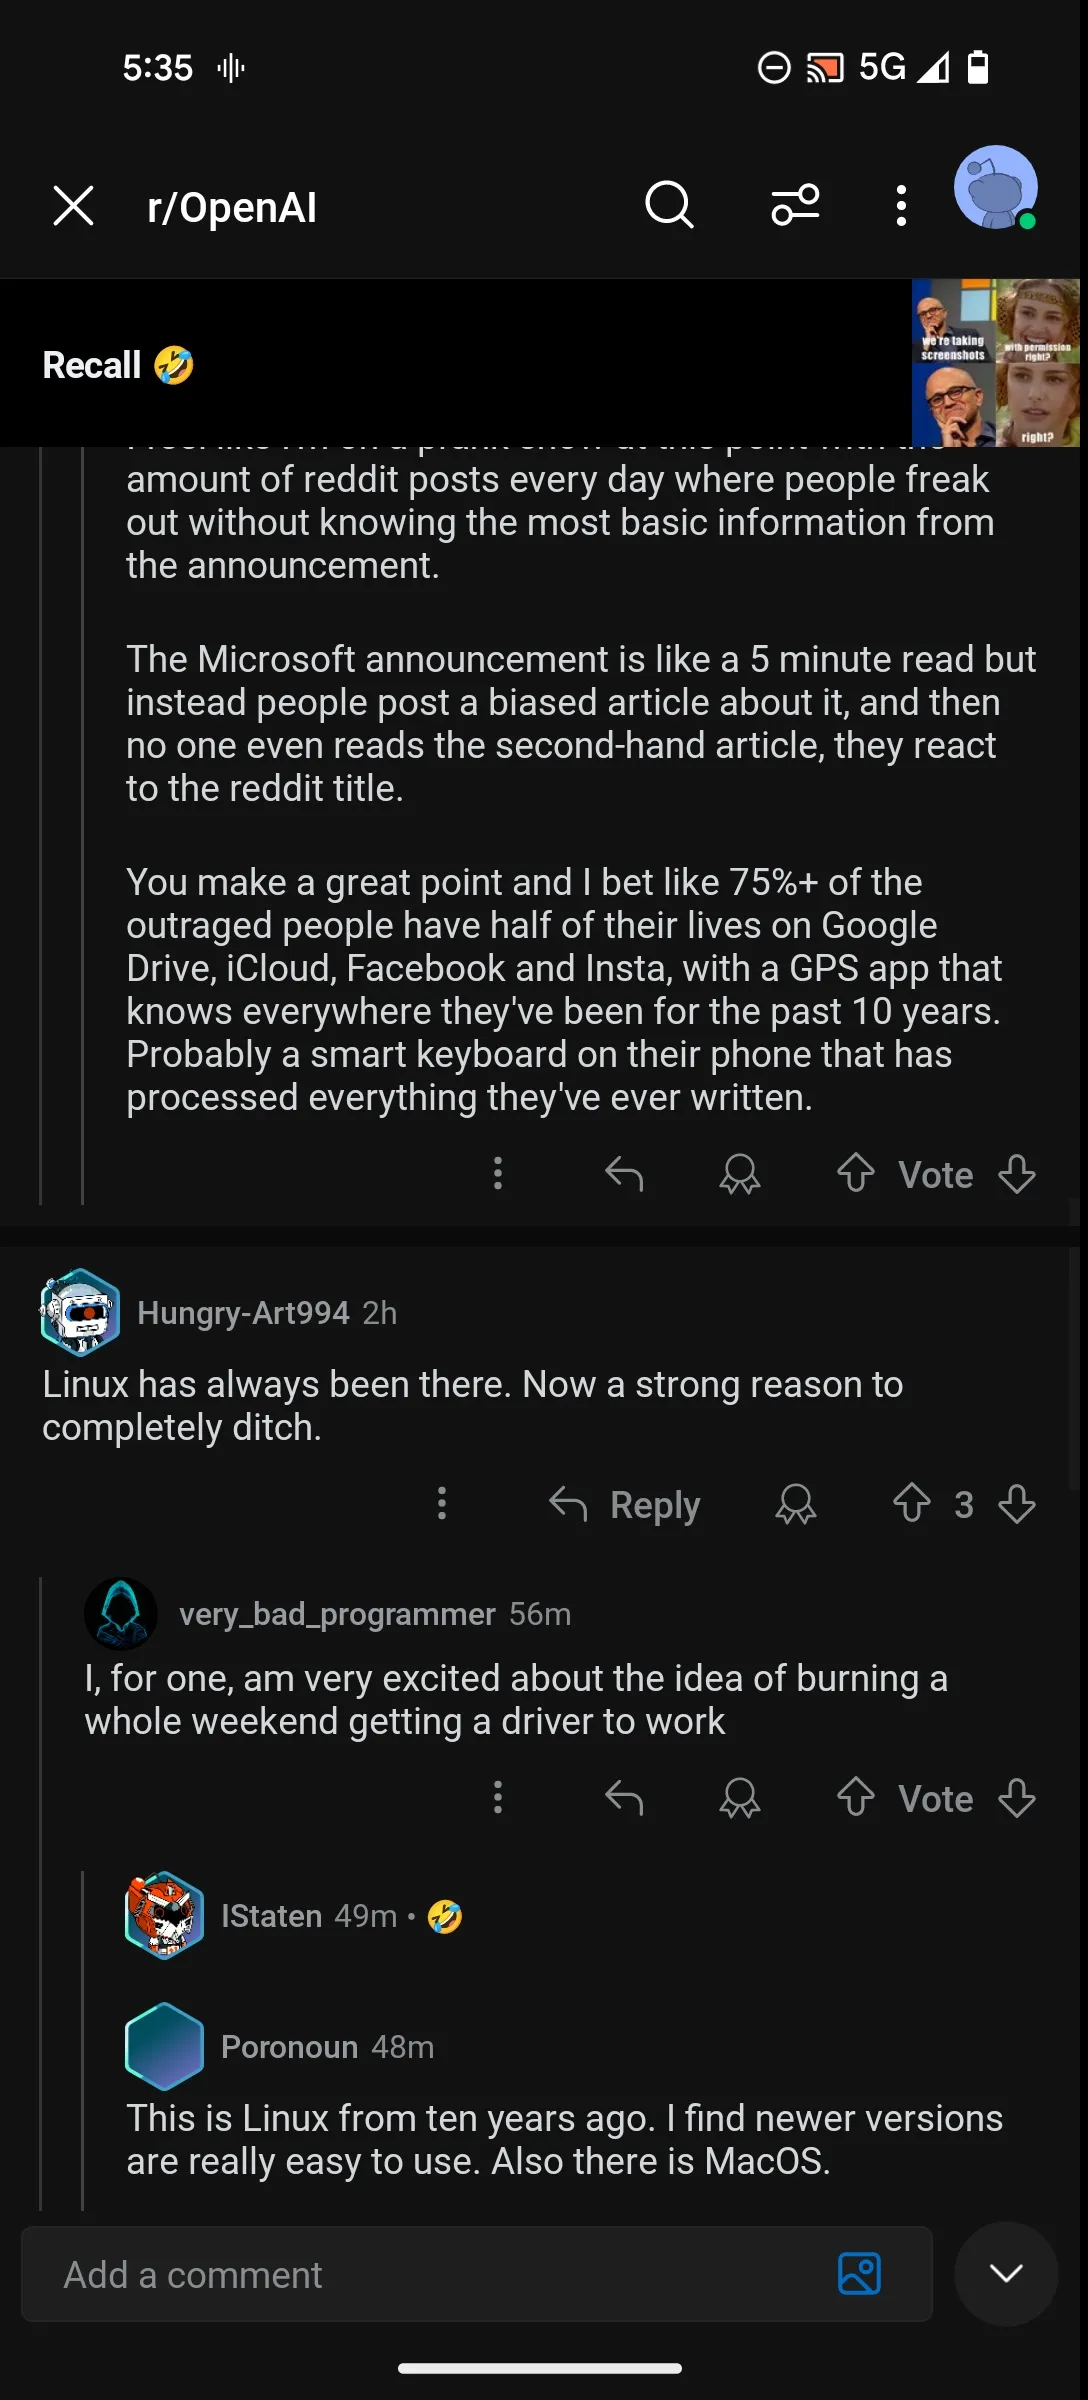 5:35
5G
r/OpenAI
Recall 🤣
we're taking
screenshots
with permission
right?
right?
amount of reddit posts every day where people freak
out without knowing the most basic information from
the announcement.
The Microsoft announcement is like a 5 minute read but
instead people post a biased article about it, and then
no one even reads the second-hand article, they react
to the reddit title.
You make a great point and I bet like 75%+ of the
outraged people have half of their lives on Google
Drive, iCloud, Facebook and Insta, with a GPS app that
knows everywhere they've been for the past 10 years.
Probably a smart keyboard on their phone that has
processed everything they've ever written.
Vote
Hungry-Art994 2h
Linux has always been there. Now a strong reason to
completely ditch.
Reply
3
very_bad_programmer 56m
I, for one, am very excited about the idea of burning a
whole weekend getting a driver to work
Vote
IStaten 49m • 🤣
Poronoun 48m
This is Linux from ten years ago. I find newer versions
are really easy to use. Also there is MacOS.
Add a comment